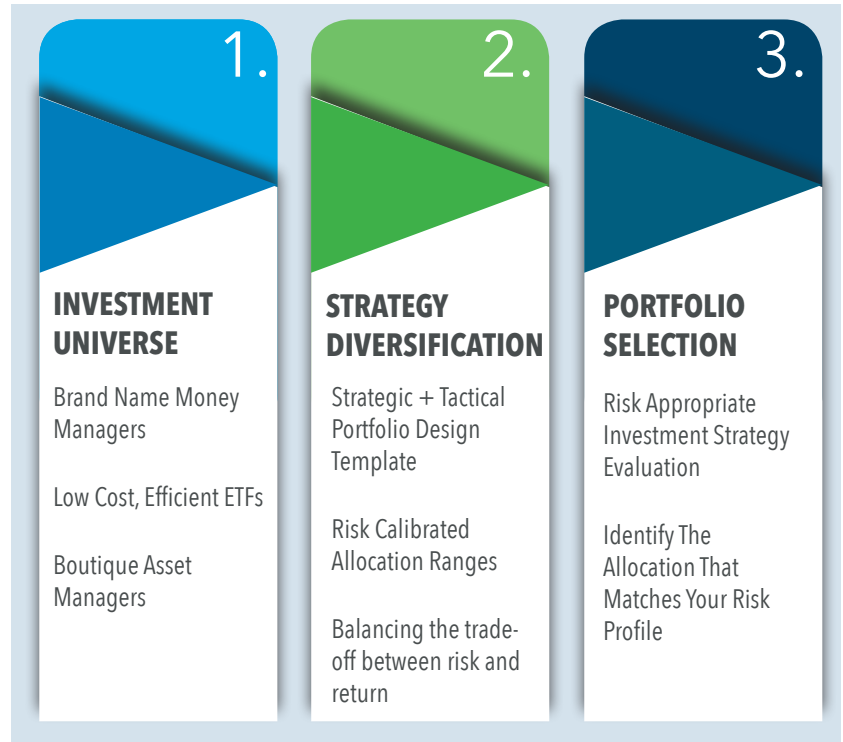 1.
INVESTMENT
UNIVERSE
Brand Name Money
Managers
Low Cost, Efficient ETFs
Boutique Asset
Managers
2.
STRATEGY
DIVERSIFICATION
Strategic + Tactical
Portfolio Design
Template
Risk Calibrated
Allocation Ranges
Balancing the trade-
off between risk and
return
3.
PORTFOLIO
SELECTION
Risk Appropriate
Investment Strategy
Evaluation
Identify The
Allocation That
Matches Your Risk
Profile